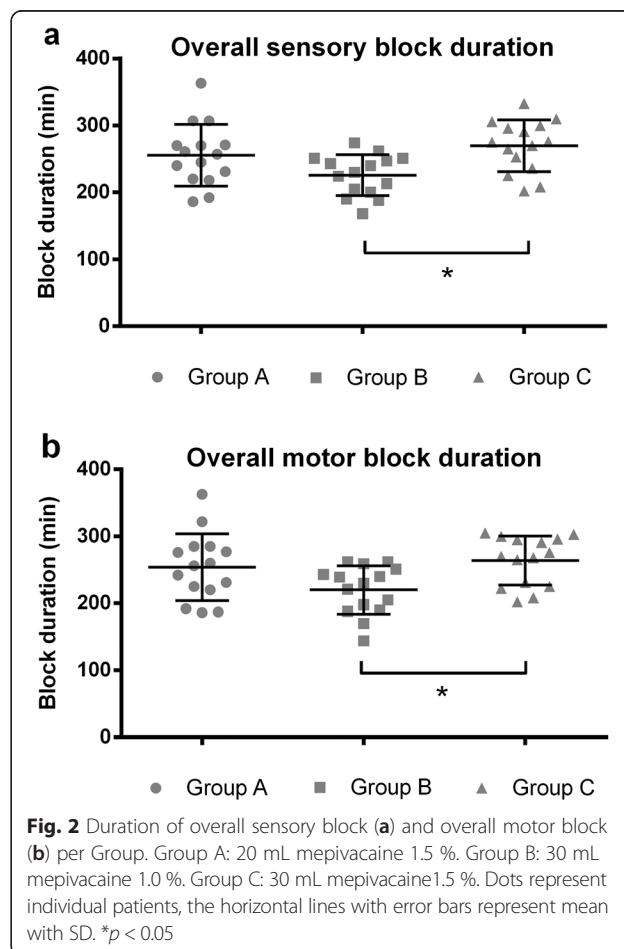 a
Overall sensory block duration
400
300
200
100
0
Block duration (min)
*
Group A Group B Group C
b
Overall motor block duration
400
300
200
100
0
Block duration (min)
*
Group A Group B Group C
Fig. 2 Duration of overall sensory block (a) and overall motor block
(b) per Group. Group A: 20 mL mepivacaine 1.5 %. Group B: 30 mL
mepivacaine 1.0 %. Group C: 30 mL mepivacaine1.5 %. Dots represent
individual patients, the horizontal lines with error bars represent mean
with SD. *p < 0.05